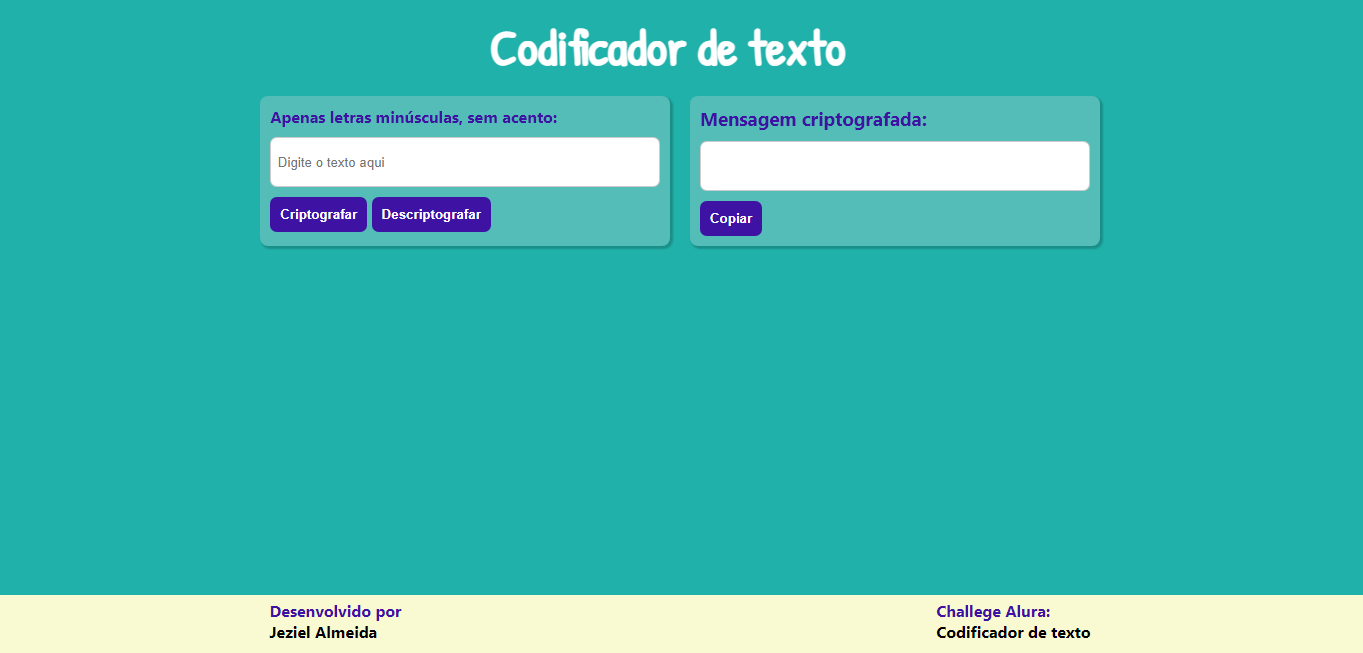 Codificador de texto
Apenas letras minúsculas, sem acento:
Digite o texto aqui
Criptografar
Descriptografar
Mensagem criptografada:
Copiar
Desenvolvido por
Jeziel Almeida
Challege Alura:
Codificador de texto